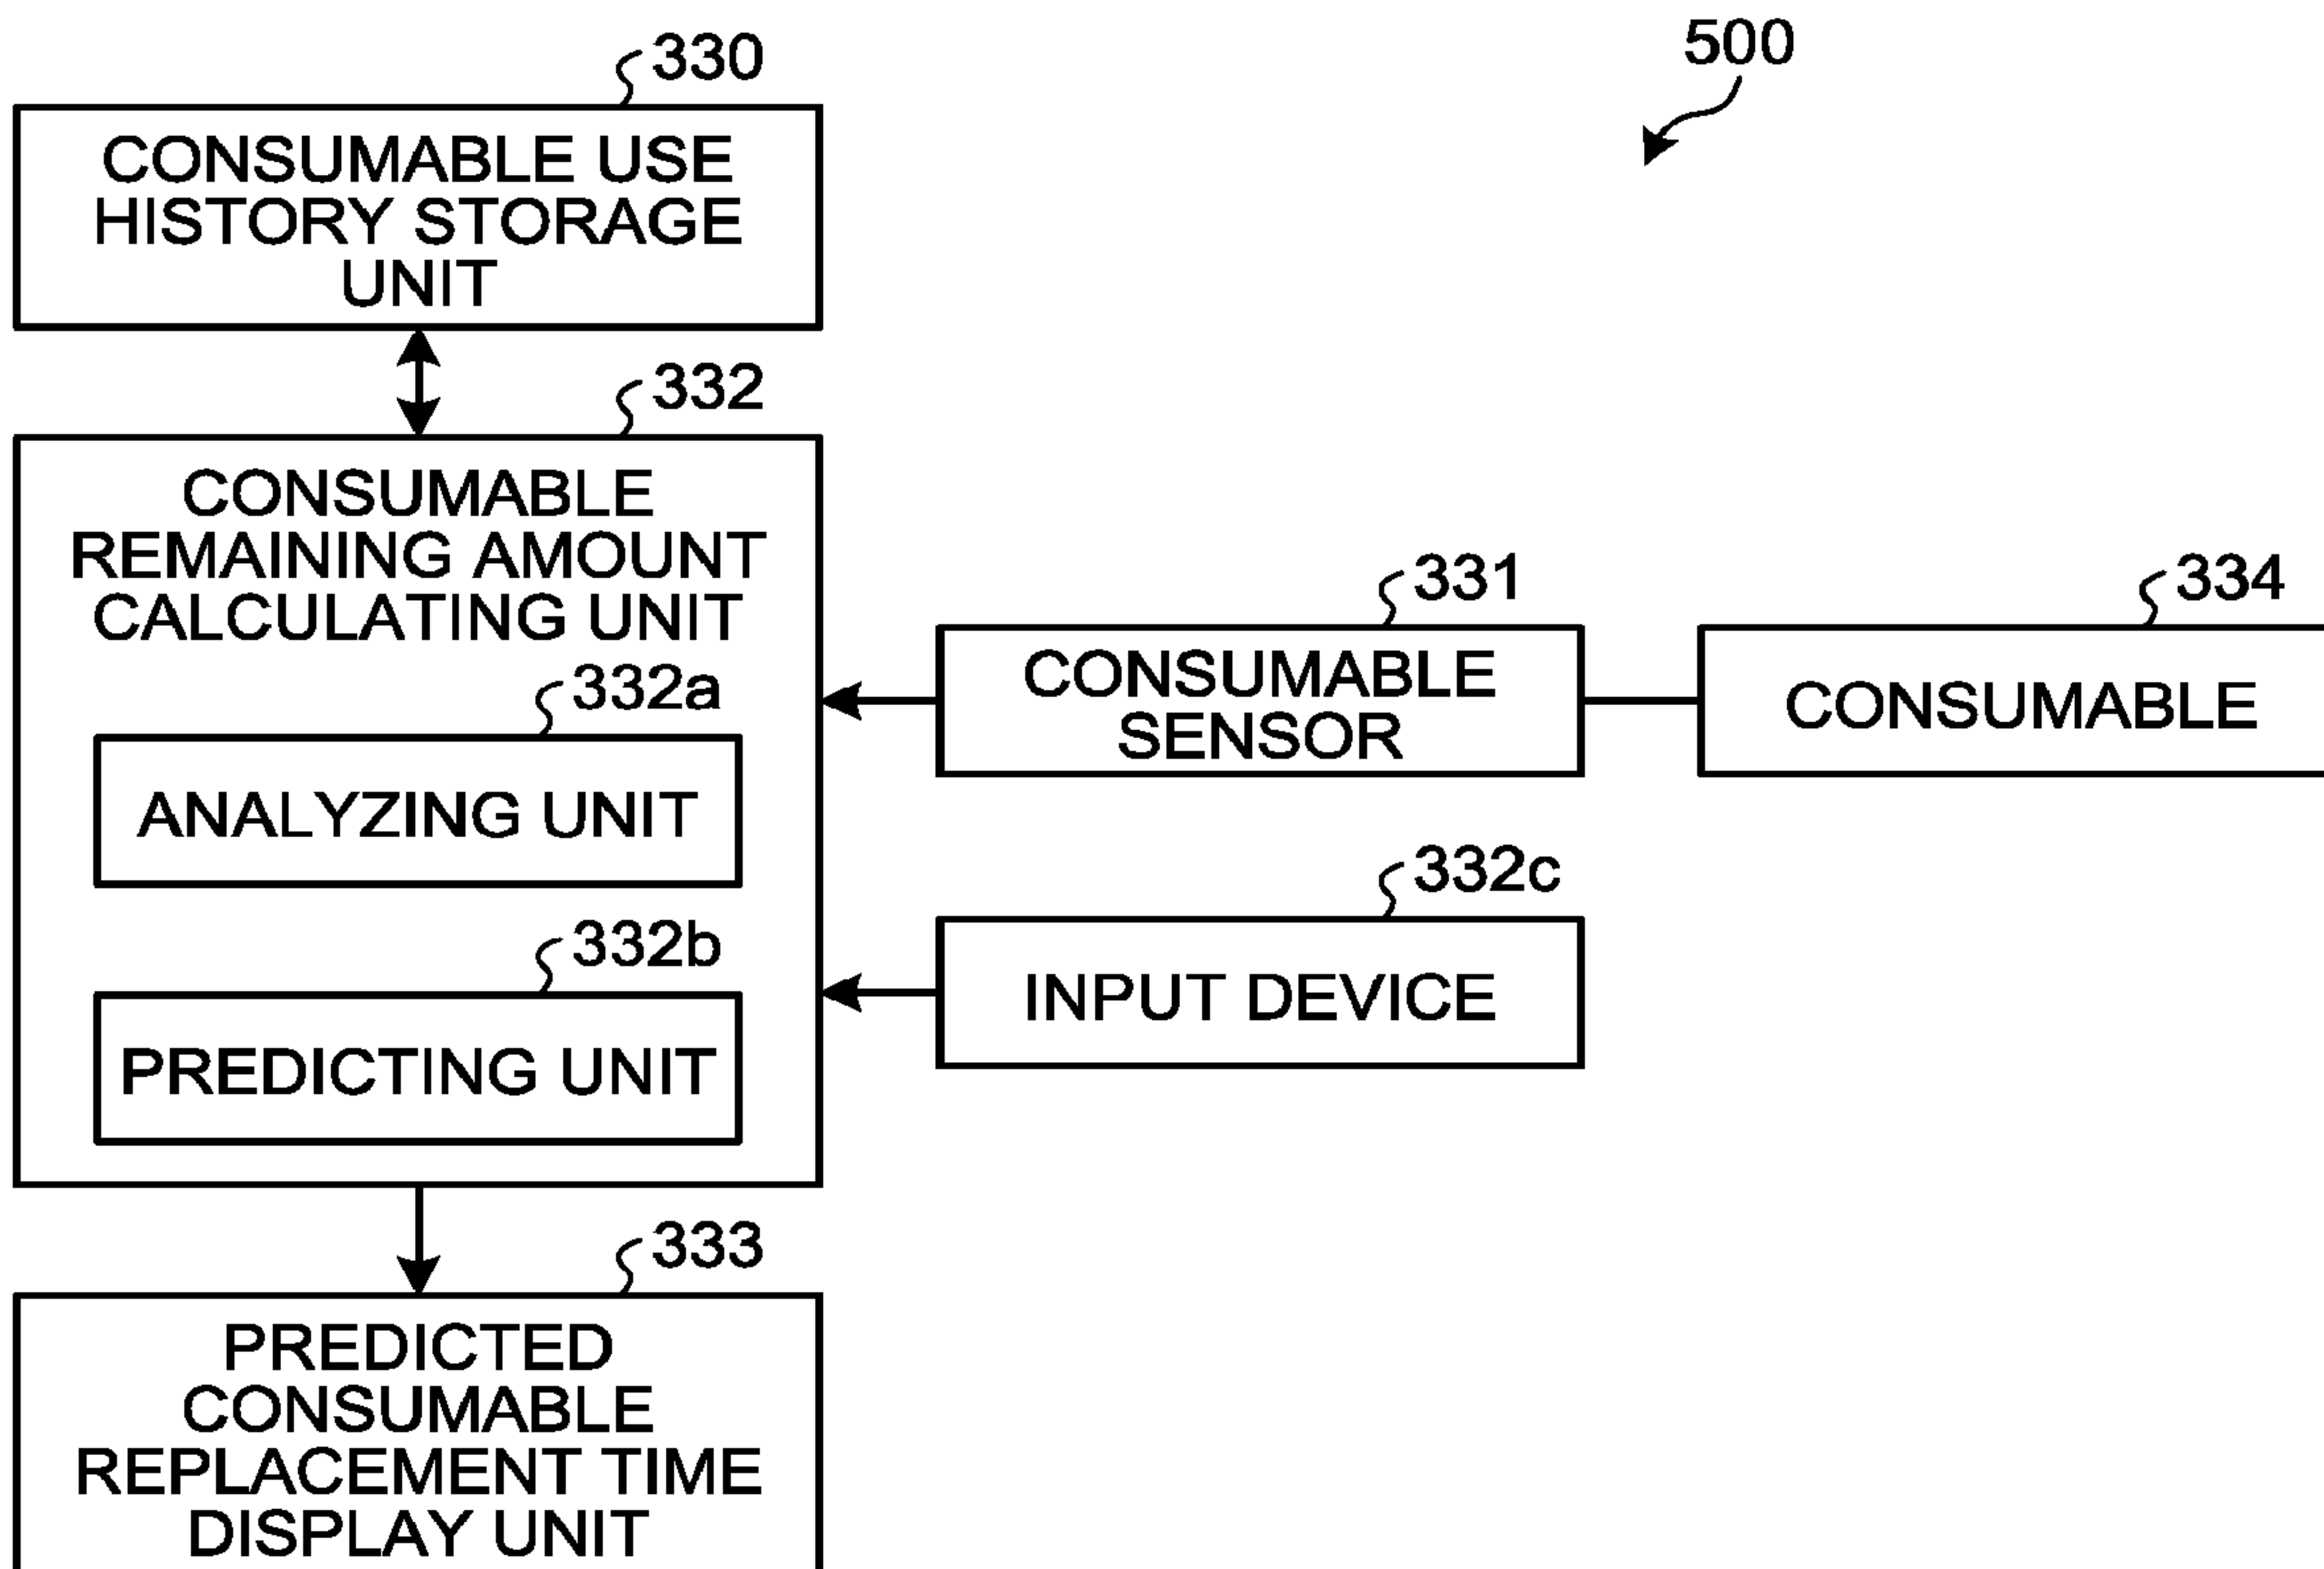 500
330
CONSUMABLE USE
HISTORY STORAGE
UNIT
332
CONSUMABLE
REMAINING AMOUNT
CALCULATING UNIT
332a
ANALYZING UNIT
332b
PREDICTING UNIT
331
CONSUMABLE
SENSOR
334
CONSUMABLE
332c
INPUT DEVICE
333
PREDICTED
CONSUMABLE
REPLACEMENT TIME
DISPLAY UNIT